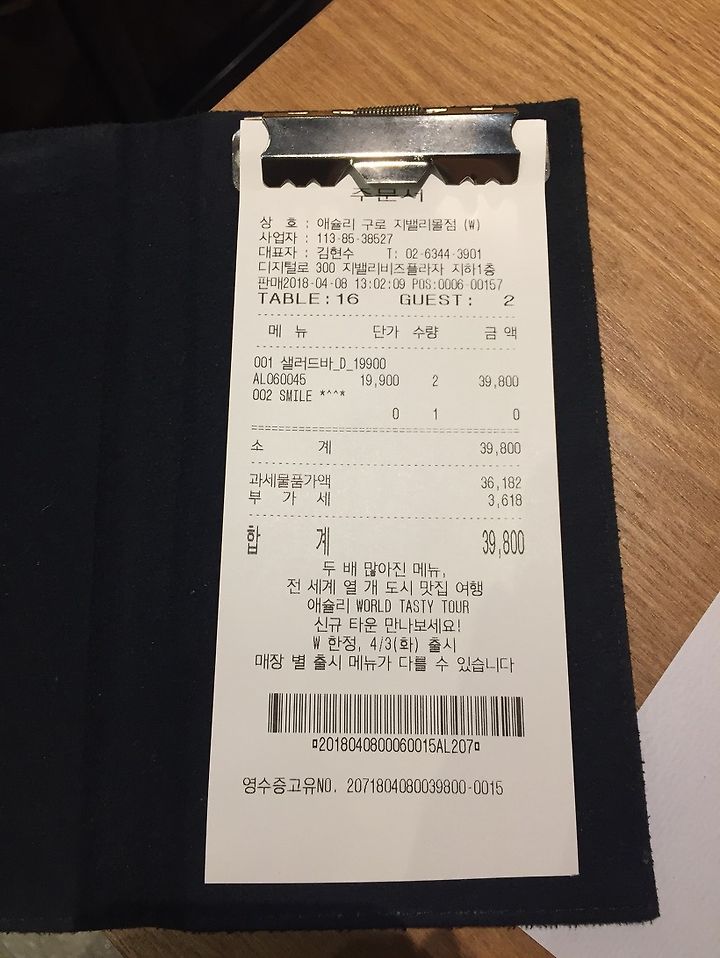 주문서
상 호 : 애슐리 구로 지밸리몰점 (W)
사업자 : 113-85-38527
대표자 : 김현수 T: 02-6344-3901
디지털로 300 지밸리비즈플라자 지하1층
판매2018-04-08 13:02:09 POS:0006-00157
TABLE:16 GUEST: 2
메 뉴 단가 수량 금 액
001 샐러드바_D_19900
AL060045 19,900 2 39,800
002 SMILE *^^*
0 1 0
소 계 39,800
과세물품가액 36,182
부 가 세 3,618
합 계 39,800
두 배 많아진 메뉴,
전 세계 열 개 도시 맛집 여행
애슐리 WORLD TASTY TOUR
신규 타운 만나보세요!
W 한정, 4/3(화) 출시
매장 별 출시 메뉴가 다를 수 있습니다
¤2018040800060015AL207¤
영수증고유NO. 2071804080039800-0015